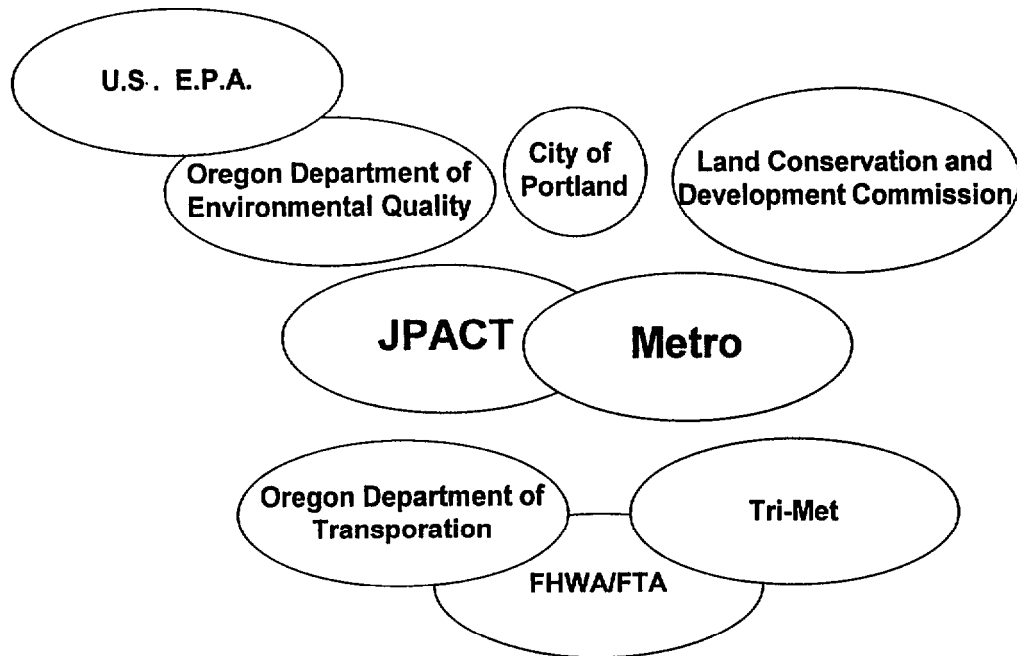 U.S. E.P.A.
Oregon Department of
Environmental Quality
City of
Portland
Land Conservation and
Development Commission
JPACT
Metro
Oregon Department of
Transporation
Tri-Met
FHWA/FTA